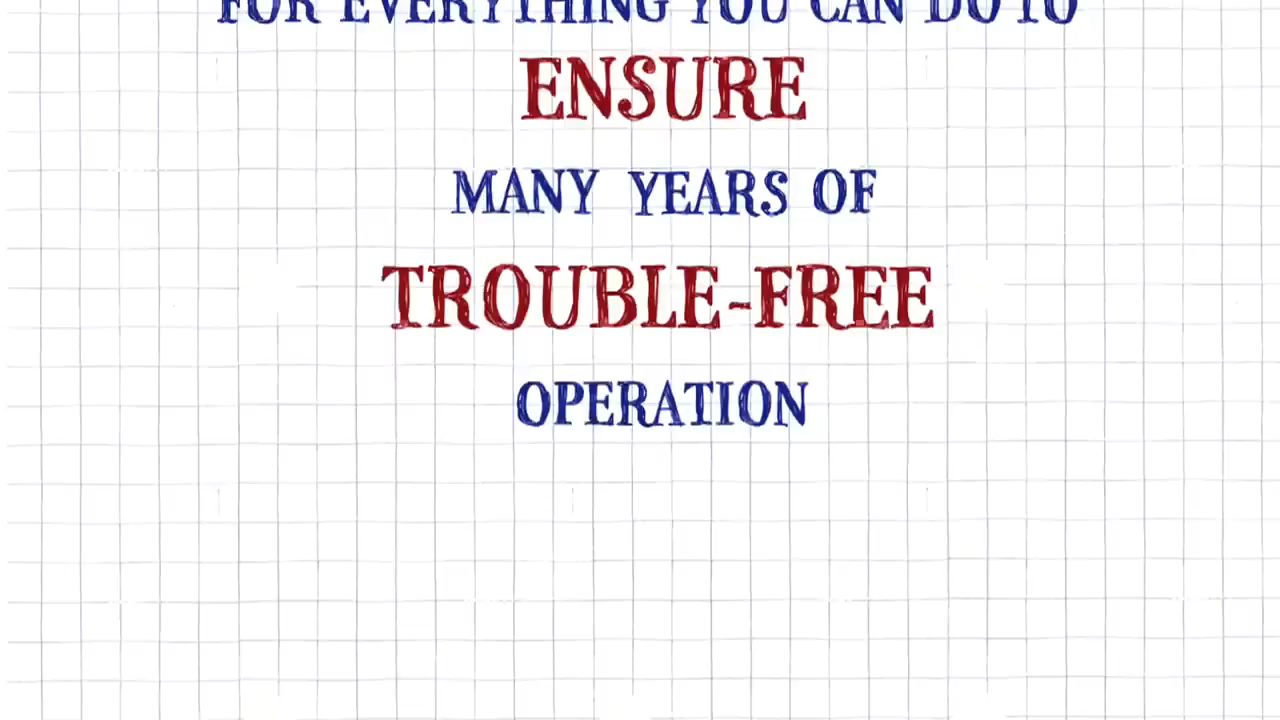 FOR EVERYTHING YOU CAN DO TO
ENSURE
MANY YEARS OF
TROUBLE-FREE
OPERATION